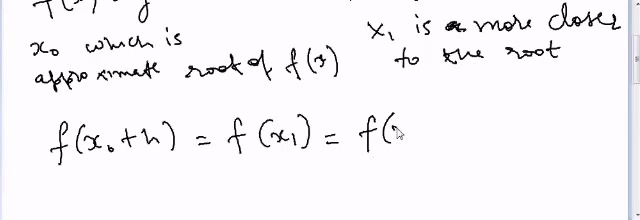 x₀ which is
approximate root of f(x)
x₁ is a more closer
to the root
f(x₀+h) = f(x₁) = f(